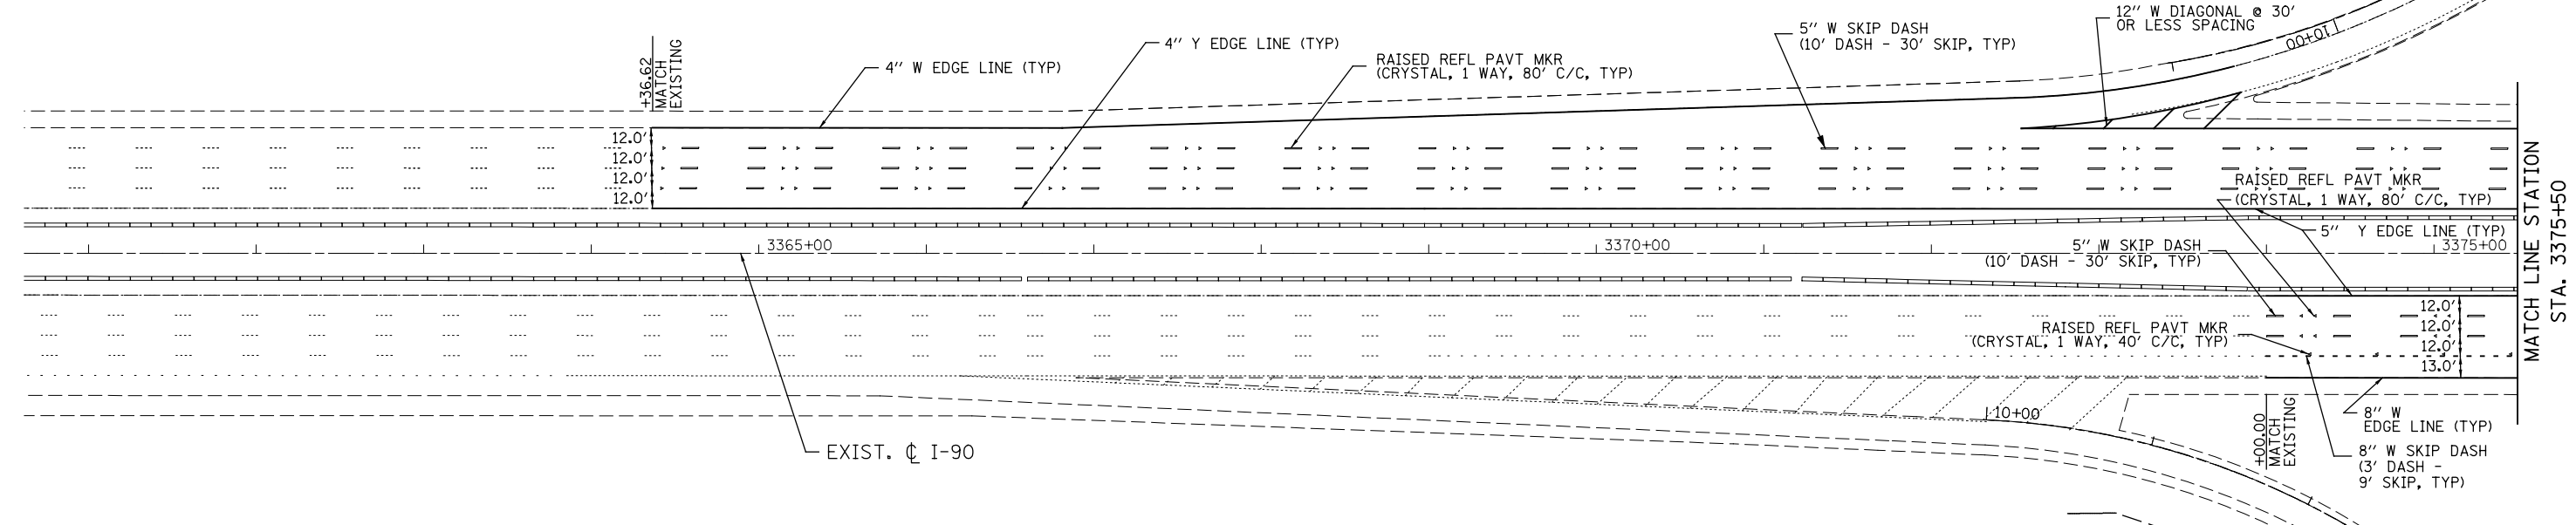 12" W DIAGONAL @ 30'
OR LESS SPACING
5" W SKIP DASH
(10' DASH - 30' SKIP, TYP)
4" Y EDGE LINE (TYP)
10+00
+36.62
MATCH
EXISTING
4" W EDGE LINE (TYP)
RAISED REFL PAVT MKR
(CRYSTAL, 1 WAY, 80' C/C, TYP)
12.0'
12.0'
12.0'
12.0'
RAISED REFL PAVT MKR
(CRYSTAL, 1 WAY, 80' C/C, TYP)
5" Y EDGE LINE (TYP)
3365+00
3370+00
3375+00
5" W SKIP DASH
(10' DASH - 30' SKIP, TYP)
MATCH LINE STATION
STA. 3375+50
12.0'
12.0'
12.0'
13.0'
RAISED REFL PAVT MKR
(CRYSTAL, 1 WAY, 40' C/C, TYP)
110+00
+00.00
MATCH
EXISTING
8" W
EDGE LINE (TYP)
8" W SKIP DASH
(3' DASH -
9' SKIP, TYP)
EXIST. ℄ I-90